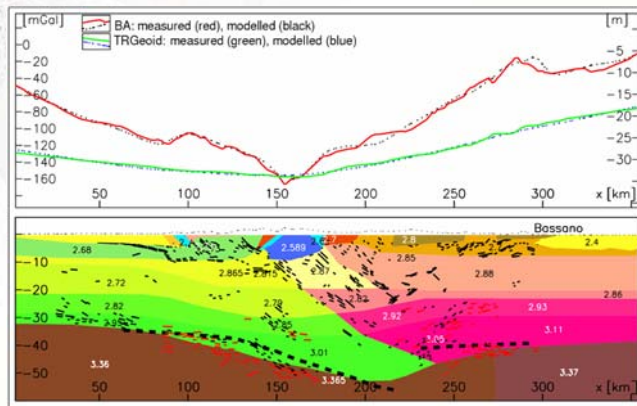 [mGal] BA: measured (red), modelled (black) [m]
TRGeoid: measured (green), modelled (blue)
0
-20
-40
-60
-80
-100
-120
-140
-160
-5
-10
-15
-20
-25
-30
-35
50 100 150 200 250 300 x [km]
Bassano
2.589 2.8 2.4
2.68 2.85
-10
2.865 2.815 2.87 2.88
2.72
-20
2.78 2.82 2.86
2.82 2.92 2.93
-30
3.11
-40
3.01
3.36 3.365 3.37
-50
50 100 150 200 250 300 x [km]